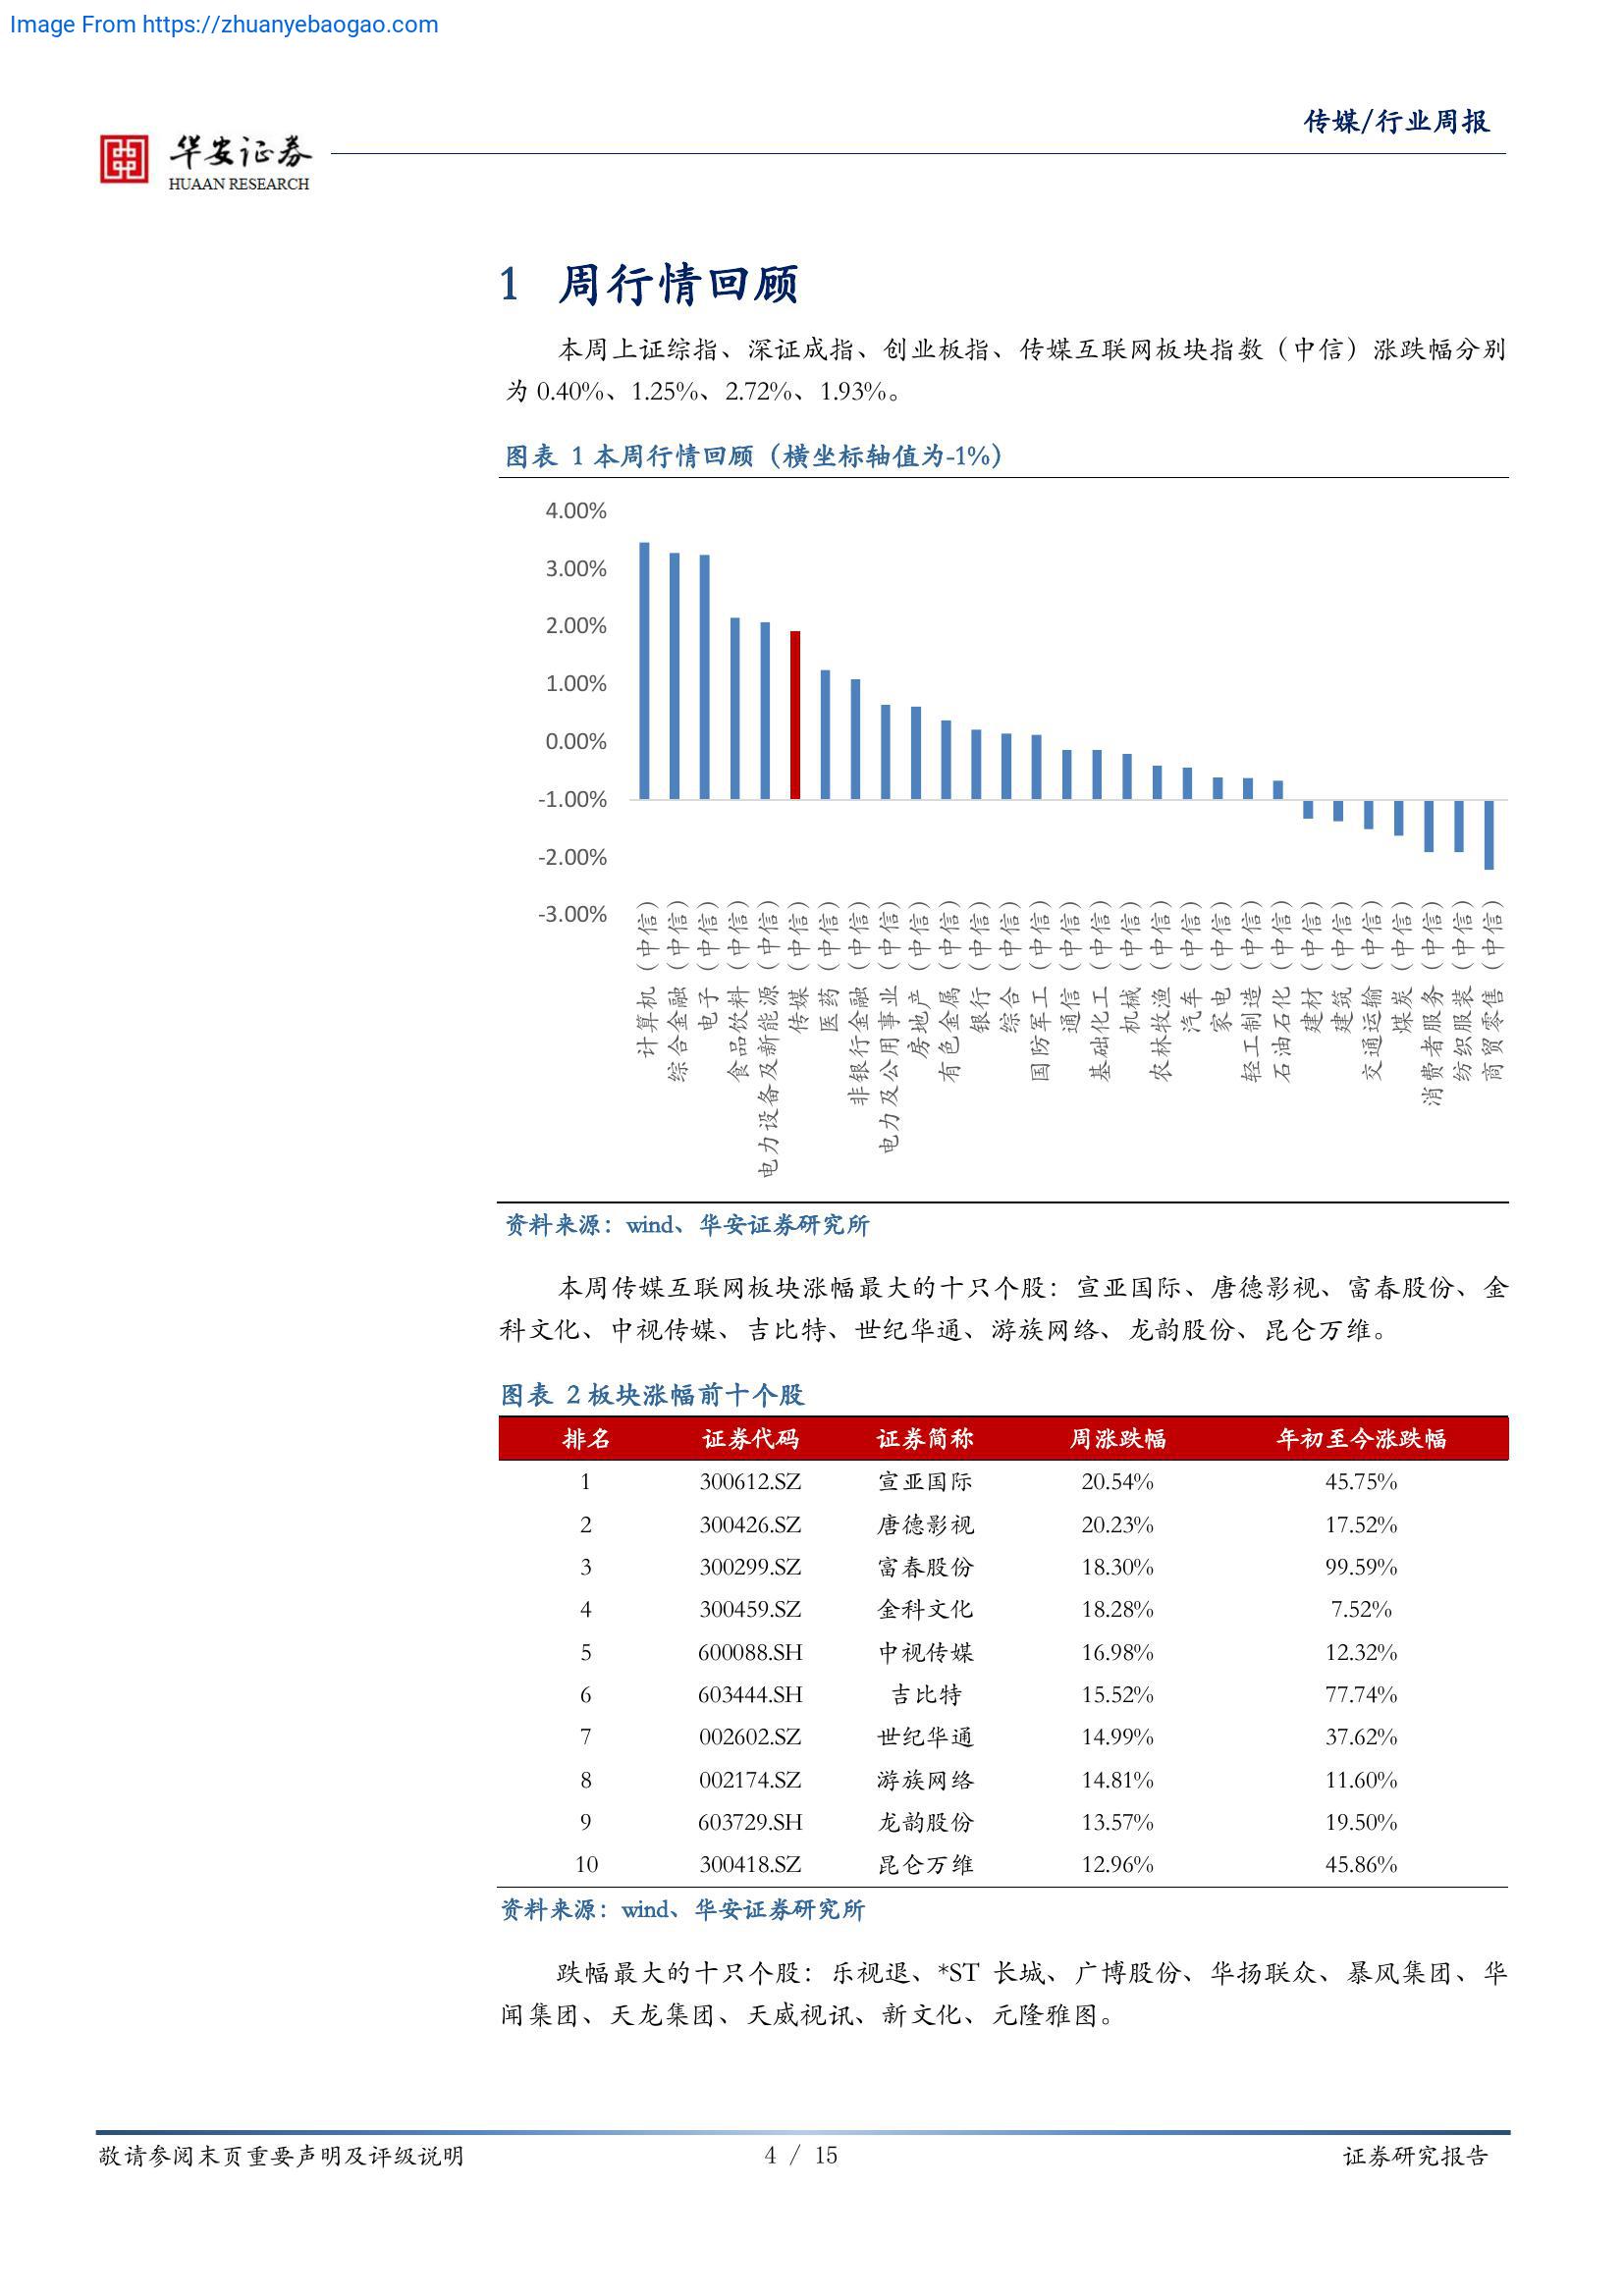 Image From https://zhuanyebaogao.com
传媒/行业周报
华安证券
HUAAN RESEARCH
1 周行情回顾
本周上证综指、深证成指、创业板指、传媒互联网板块指数（中信）涨跌幅分别
为 0.40%、1.25%、2.72%、1.93%。
图表 1 本周行情回顾（横坐标轴值为-1%）
4.00%
3.00%
2.00%
1.00%
0.00%
-1.00%
-2.00%
-3.00%
计算机（中信）
综合金融（中信）
电子（中信）
食品饮料（中信）
电力设备及新能源（中信）
传媒（中信）
医药（中信）
非银行金融（中信）
电力及公用事业（中信）
房地产（中信）
有色金属（中信）
银行（中信）
综合（中信）
国防军工（中信）
通信（中信）
基础化工（中信）
机械（中信）
农林牧渔（中信）
汽车（中信）
家电（中信）
轻工制造（中信）
石油石化（中信）
建材（中信）
建筑（中信）
交通运输（中信）
煤炭（中信）
消费者服务（中信）
纺织服装（中信）
商贸零售（中信）
资料来源：wind、华安证券研究所
本周传媒互联网板块涨幅最大的十只个股：宣亚国际、唐德影视、富春股份、金
科文化、中视传媒、吉比特、世纪华通、游族网络、龙韵股份、昆仑万维。
图表 2 板块涨幅前十个股
排名 证券代码 证券简称 周涨跌幅 年初至今涨跌幅
1 300612.SZ 宣亚国际 20.54% 45.75%
2 300426.SZ 唐德影视 20.23% 17.52%
3 300299.SZ 富春股份 18.30% 99.59%
4 300459.SZ 金科文化 18.28% 7.52%
5 600088.SH 中视传媒 16.98% 12.32%
6 603444.SH 吉比特 15.52% 77.74%
7 002602.SZ 世纪华通 14.99% 37.62%
8 002174.SZ 游族网络 14.81% 11.60%
9 603729.SH 龙韵股份 13.57% 19.50%
10 300418.SZ 昆仑万维 12.96% 45.86%
资料来源：wind、华安证券研究所
跌幅最大的十只个股：乐视退、*ST 长城、广博股份、华扬联众、暴风集团、华
闻集团、天龙集团、天威视讯、新文化、元隆雅图。
敬请参阅末页重要声明及评级说明 4 / 15 证券研究报告